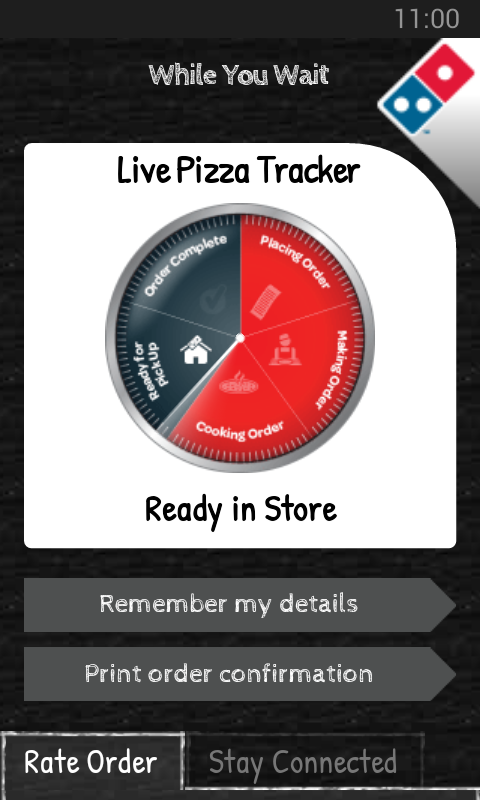 11:00
While You Wait
Live Pizza Tracker
Order Complete
Placing Order
Ready for
pick up
Making Order
Cooking Order
Ready in Store
Remember my details
Print order confirmation
Rate Order
Stay Connected